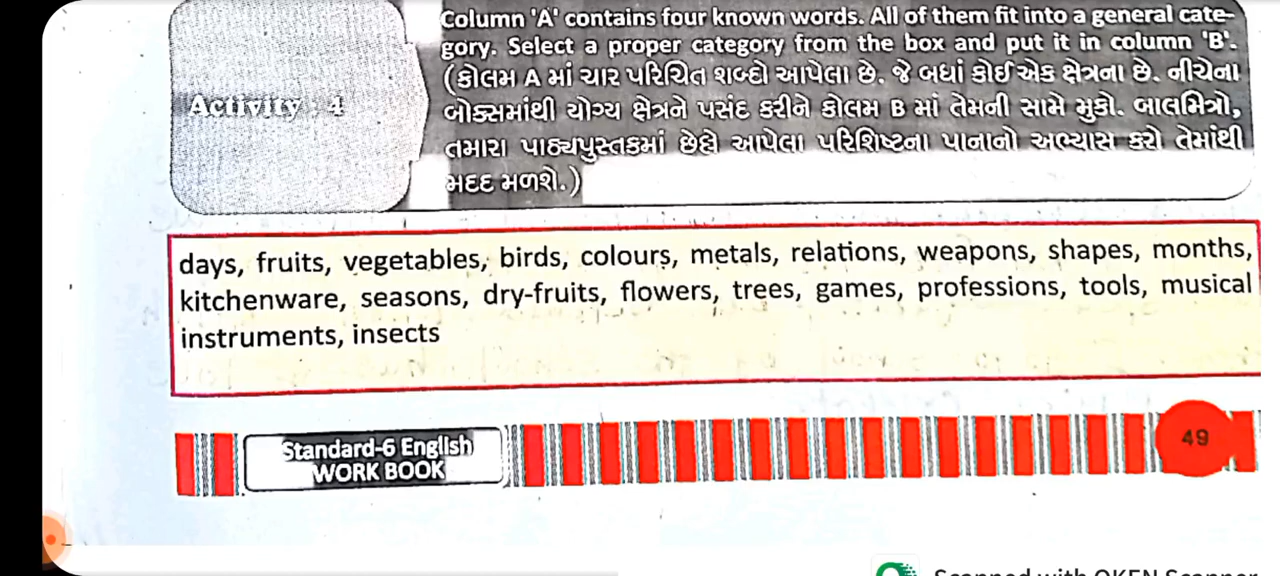 Column 'A' contains four known words. All of them fit into a general cate-
gory. Select a proper category from the box and put it in column 'B'.
(કોલમ A માં ચાર પરિચિત શબ્દો આપેલા છે. જે બધાં કોઈ એક ક્ષેત્રના છે. નીચેના
Activity : 4
બોક્સમાંથી યોગ્ય ક્ષેત્રને પસંદ કરીને કોલમ B માં તેમની સામે મુકો. બાલમિત્રો,
તમારા પાઠ્યપુસ્તકમાં છેલ્લે આપેલા પરિશિષ્ટના પાનાનો અભ્યાસ કરો તેમાંથી
મદદ મળશે.)
days, fruits, vegetables, birds, colours, metals, relations, weapons, shapes, months,
kitchenware, seasons, dry-fruits, flowers, trees, games, professions, tools, musical
instruments, insects
Standard-6 English
WORK BOOK
49
Scanned with OKEN Scanner